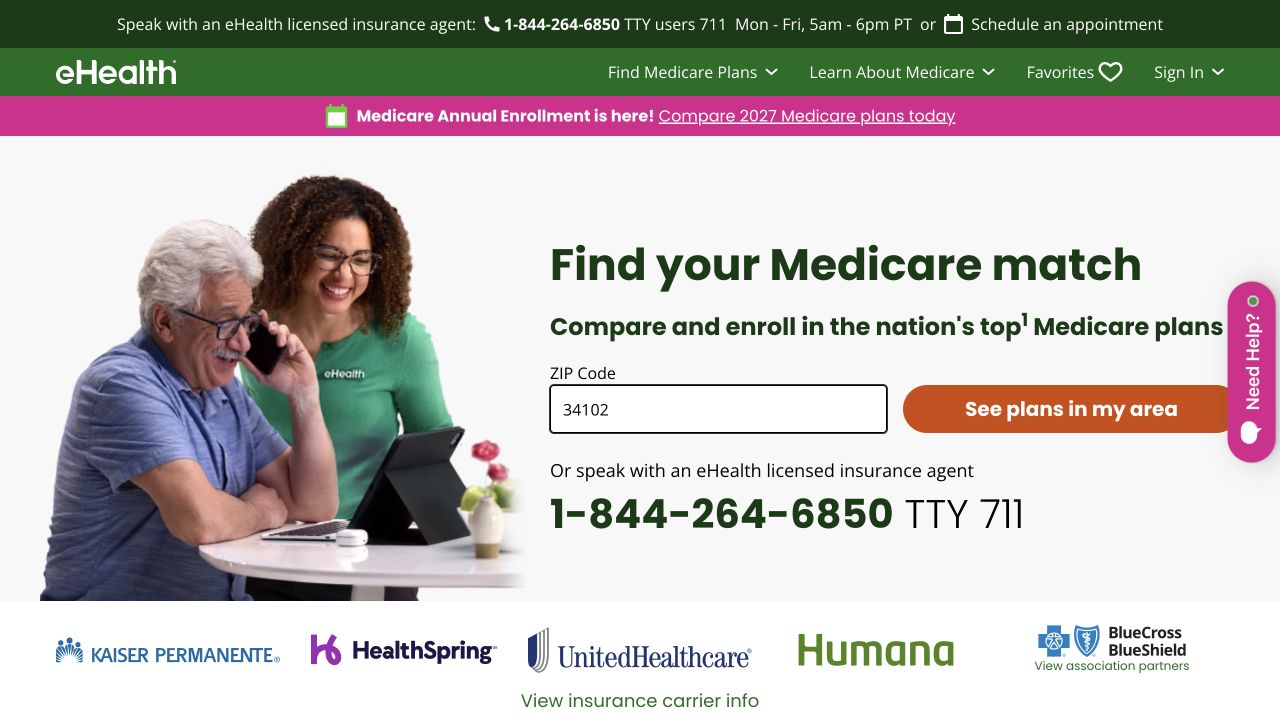 Speak with an eHealth licensed insurance agent: 1-844-264-6850 TTY users 711 Mon - Fri, 5am - 6pm PT or Schedule an appointment
eHealth
Find Medicare Plans Learn About Medicare Favorites Sign In
Medicare Annual Enrollment is here! Compare 2027 Medicare plans today
eHealth
Find your Medicare match
Compare and enroll in the nation's top1 Medicare plans
ZIP Code
34102
See plans in my area
Need Help?
Or speak with an eHealth licensed insurance agent
1-844-264-6850 TTY 711
KAISER PERMANENTE®
HealthSpring™
UnitedHealthcare®
Humana
BlueCross
BlueShield
View association partners
View insurance carrier info